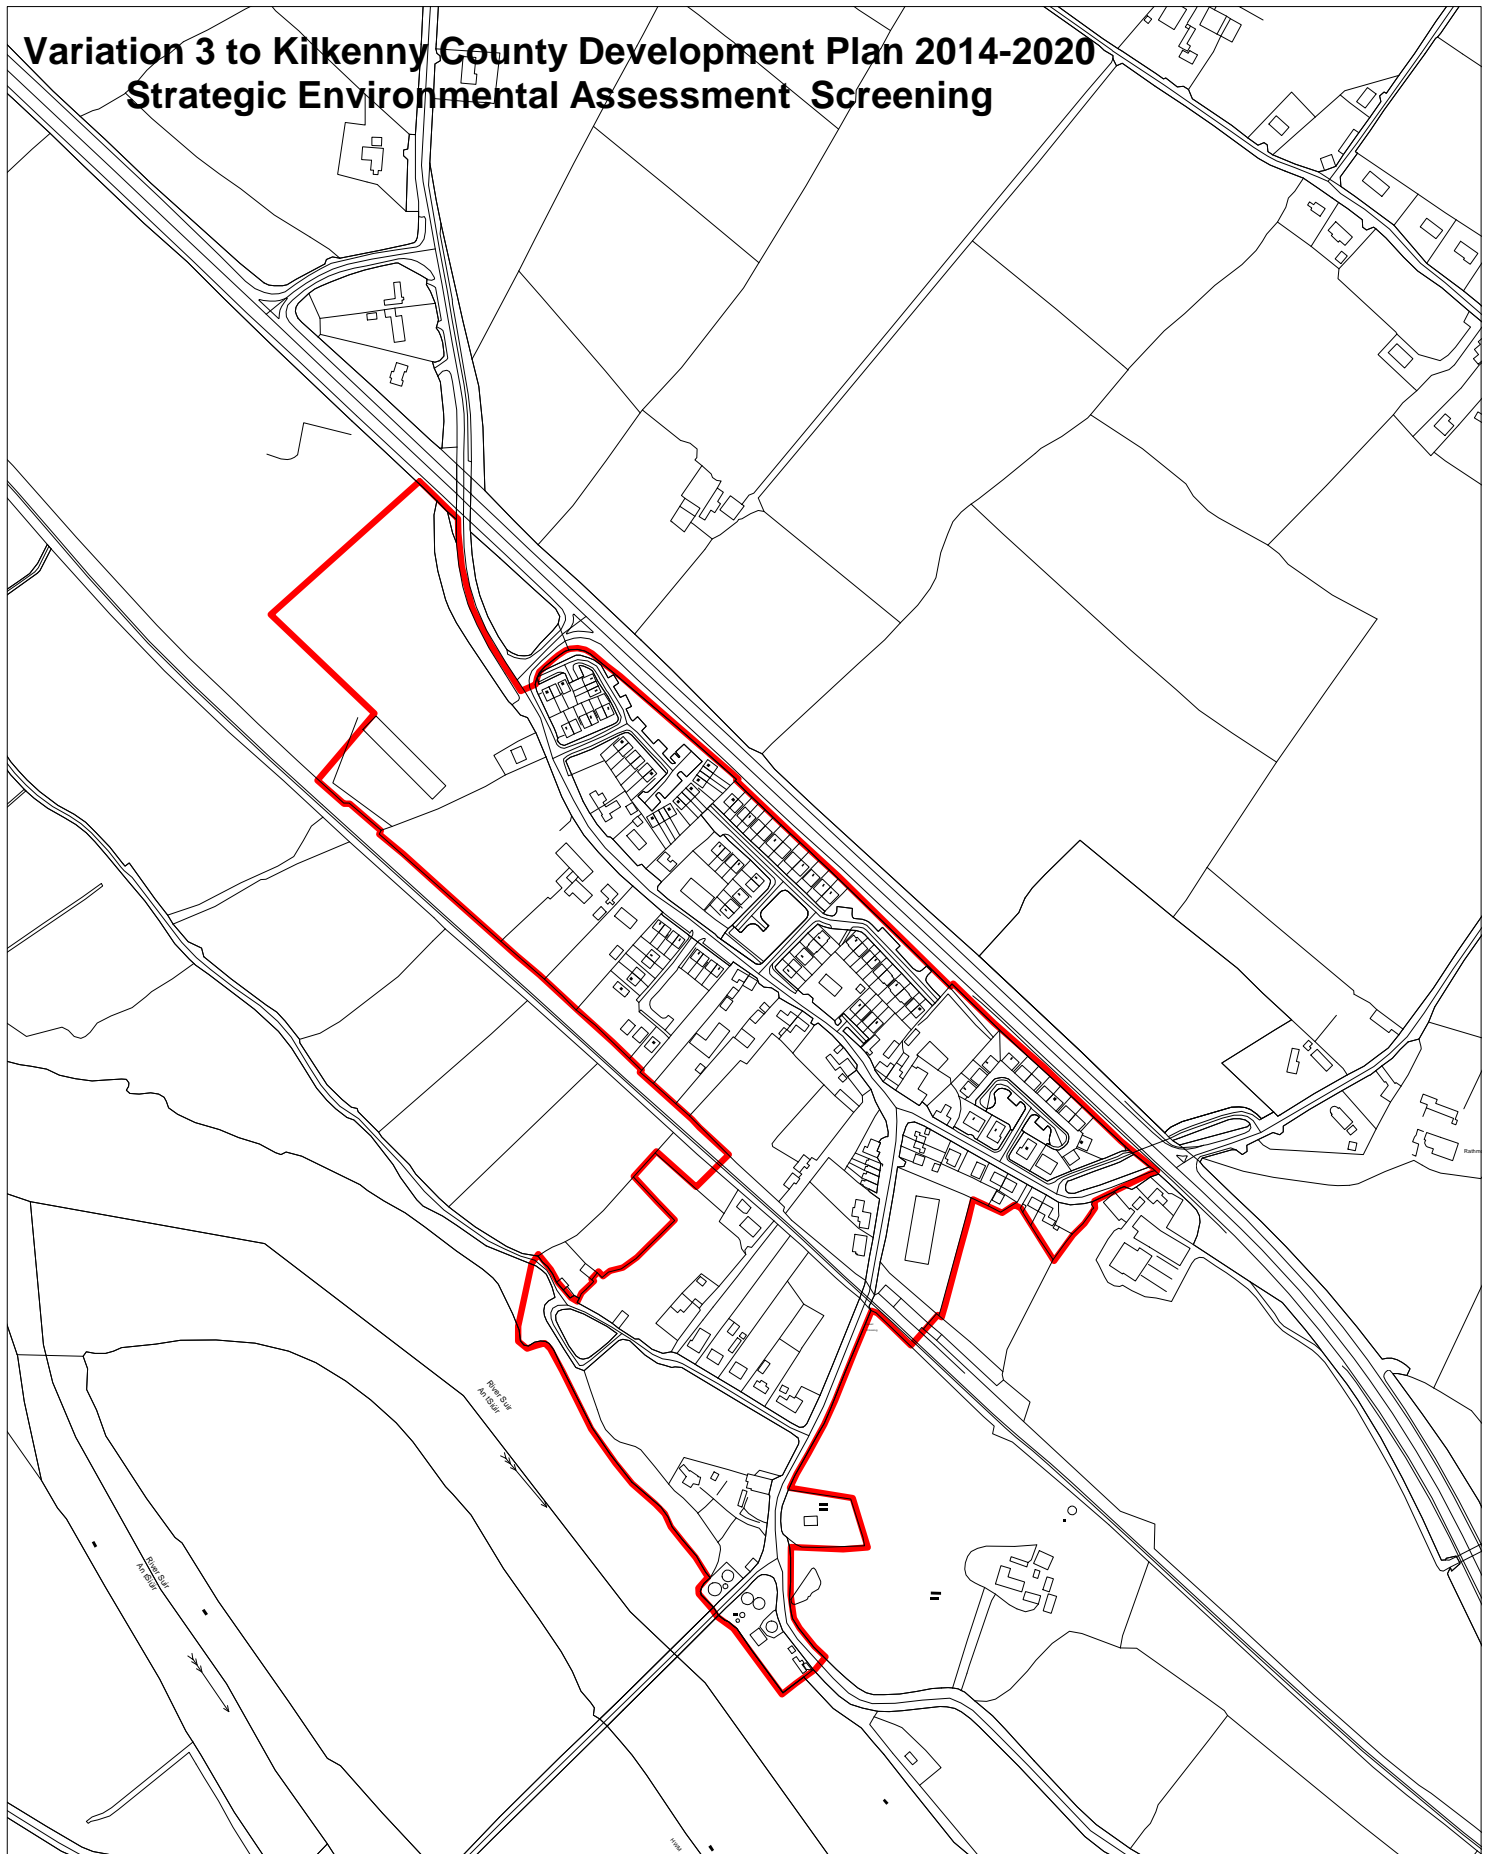 Variation 3 to Kilkenny County Development Plan 2014-2020
Strategic Environmental Assessment Screening
River Suir
An tSiúir
River Suir
An tSiúir
HWM